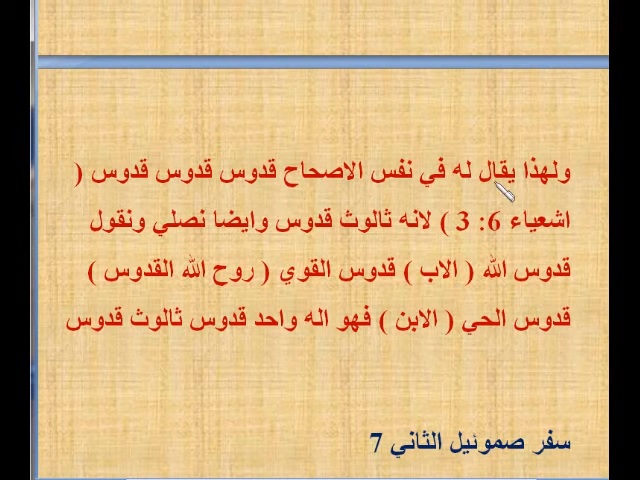 ولهذا يقال له في نفس الاصحاح قدوس قدوس قدوس (
اشعياء 6: 3 ) لانه ثالوث قدوس وايضا نصلي ونقول
قدوس الله ( الاب ) قدوس القوي ( روح الله القدوس )
قدوس الحي ( الابن ) فهو اله واحد قدوس ثالوث قدوس
سفر صموئيل الثاني 7